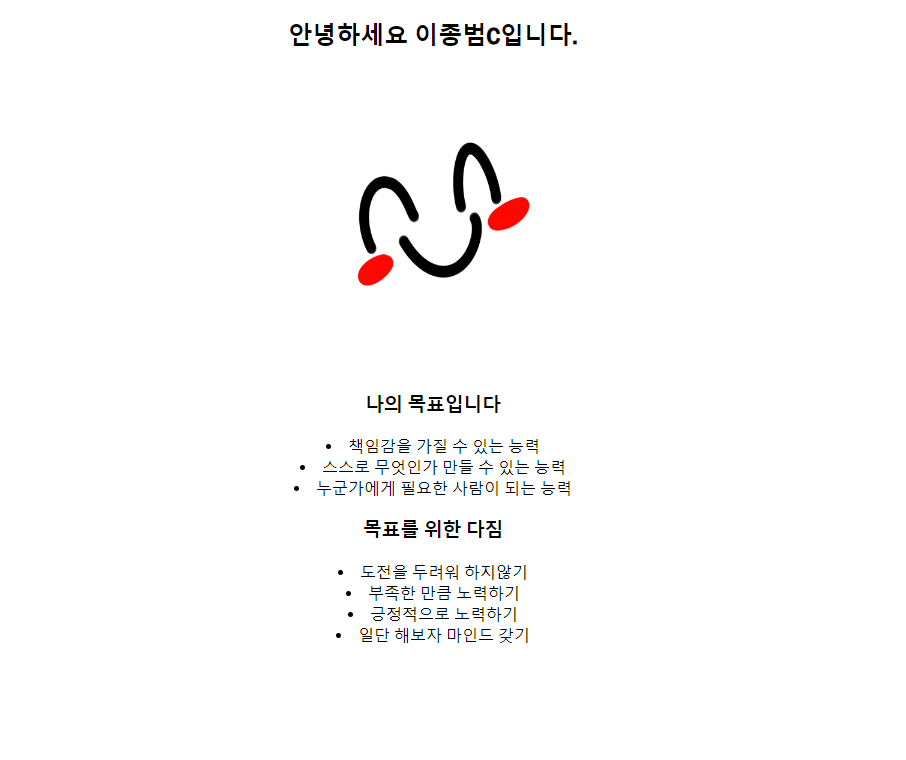 안녕하세요 이종범C입니다.
나의 목표입니다
책임감을 가질 수 있는 능력
스스로 무엇인가 만들 수 있는 능력
누군가에게 필요한 사람이 되는 능력
목표를 위한 다짐
도전을 두려워 하지않기
부족한 만큼 노력하기
긍정적으로 노력하기
일단 해보자 마인드 갖기